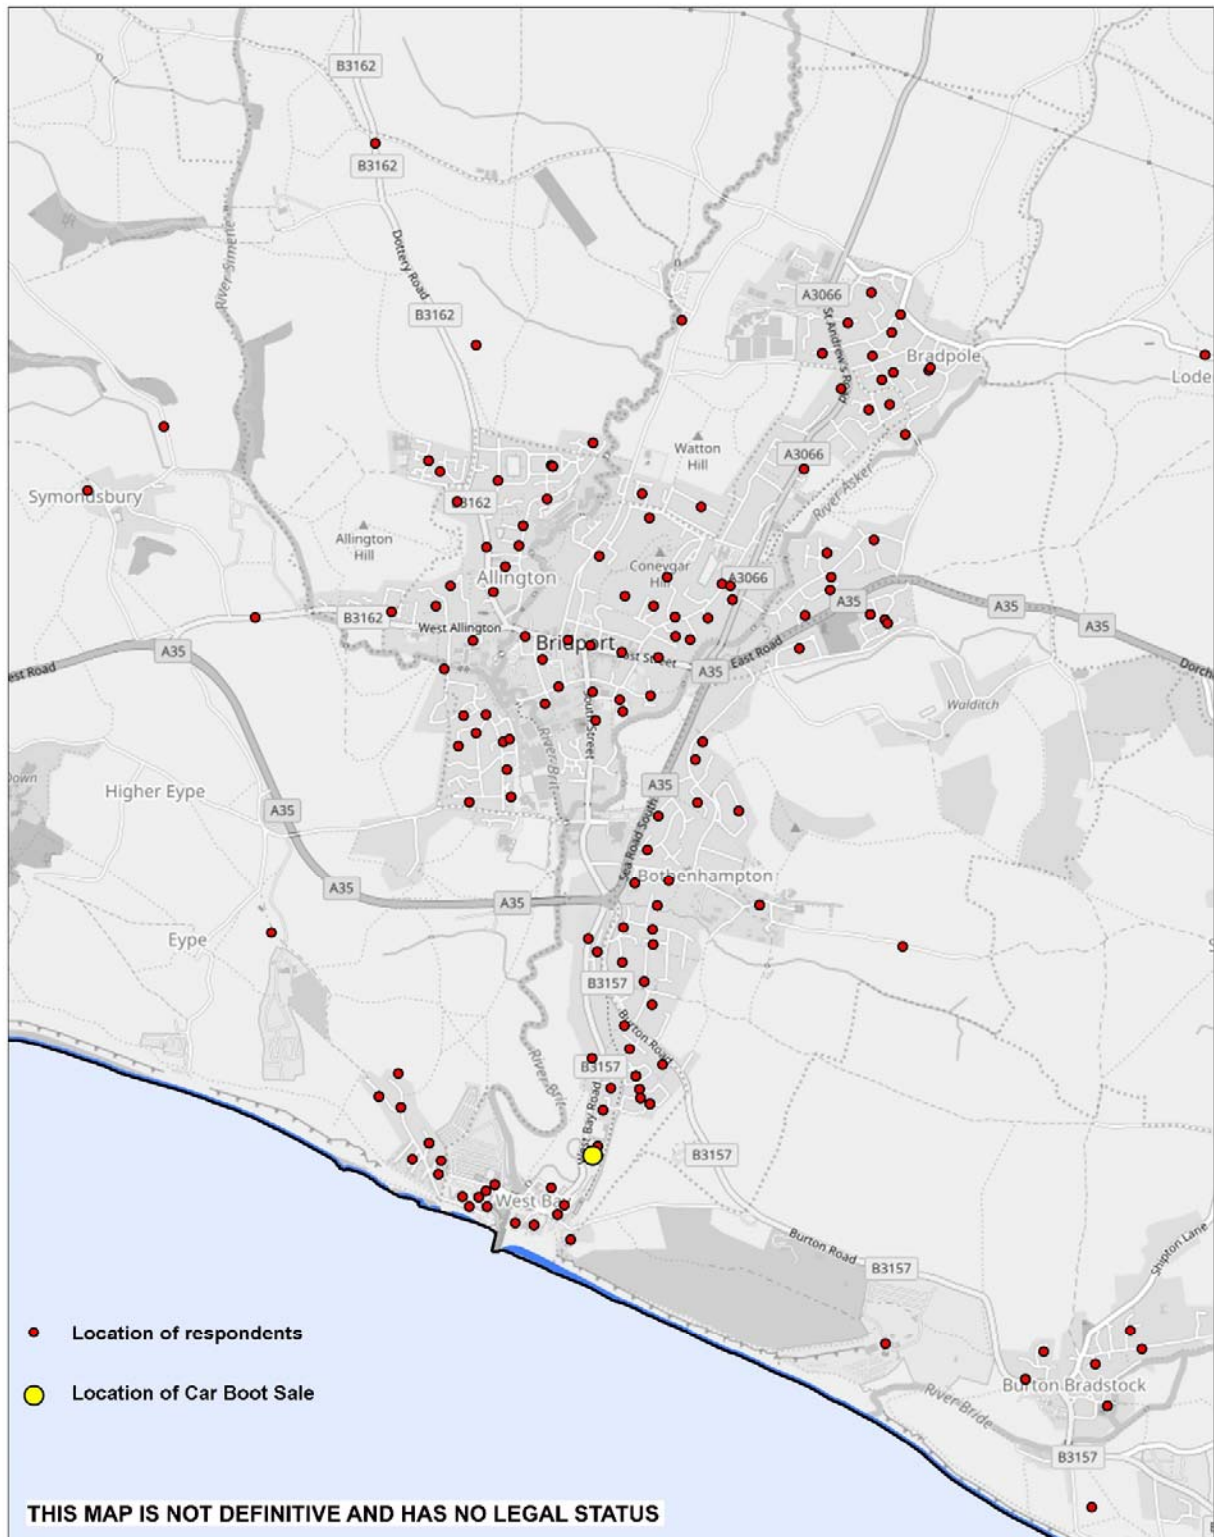 B3162
B3162
River Simene
Dottery Road
B3162
A3066
St Andrew's Road
Bradpole
Lode
Watton
Hill
A3066
Symondsbury
B3162
River Asker
Allington
Hill
Coneygar
Hill
Allington
A3066
A35
A35
B3162
West Allington
A35
A35
Bridport
East Street
East Road
est Road
A35
Dorch
Walditch
South Street
River Brit
Down
Higher Eype
A35
A35
Sea Road South
Bothenhampton
A35
A35
Eype
B3157
Burton Road
River Brit
B3157
West Bay Road
B3157
West Bay
Burton Road
Shipton Lane
B3157
Location of respondents
Burton Bradstock
Location of Car Boot Sale
River Bride
B3157
THIS MAP IS NOT DEFINITIVE AND HAS NO LEGAL STATUS